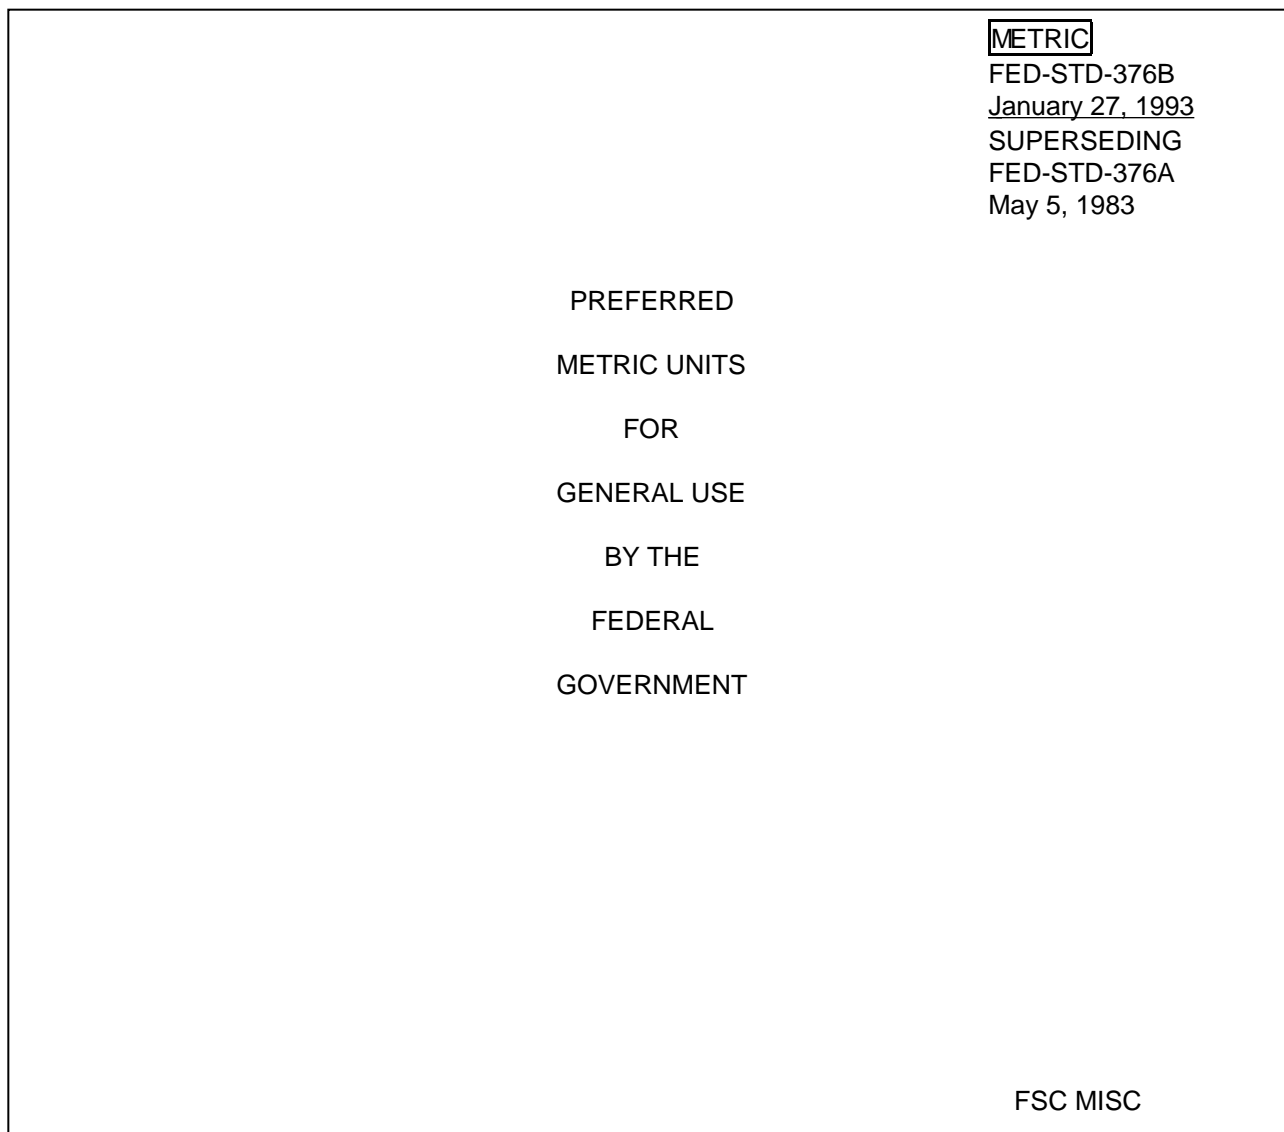 METRIC
FED-STD-376B
January 27, 1993
SUPERSEDING
FED-STD-376A
May 5, 1983
PREFERRED
METRIC UNITS
FOR
GENERAL USE
BY THE
FEDERAL
GOVERNMENT
FSC MISC